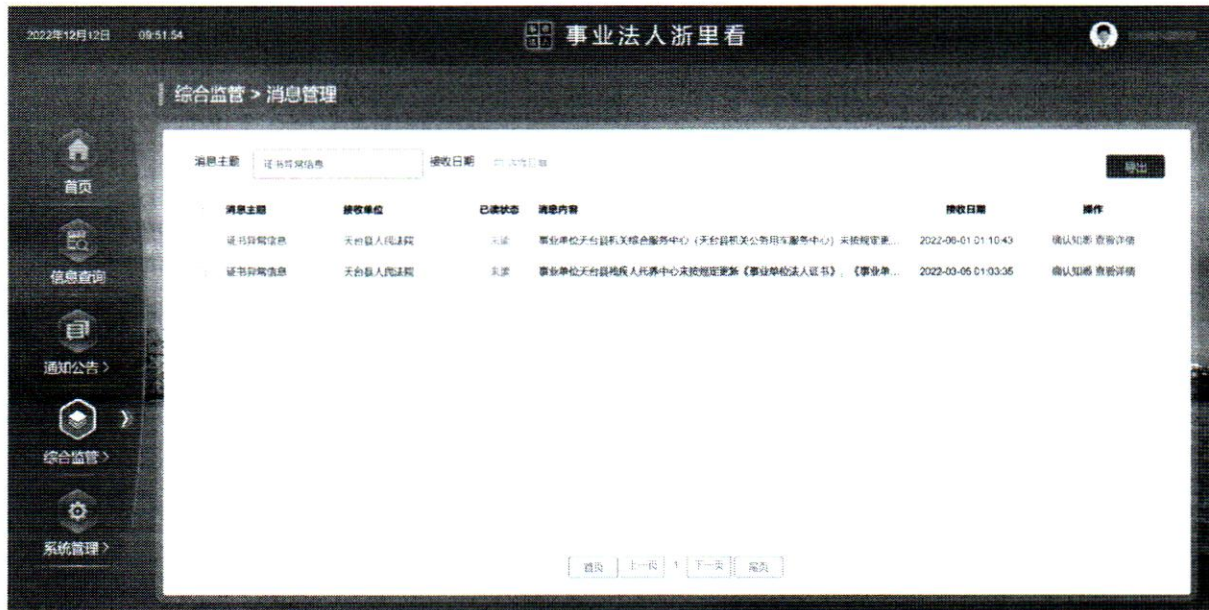 2022年12月12日 09:51:54
事业法人浙里看
综合监管 > 消息管理
首页
信息查询
通知公告 >
综合监管 >
系统管理 >
消息主题 证书异常信息 接收日期 导出
消息主题 接收单位 已读状态 消息内容 接收日期 操作
证书异常信息 天台县人民法院 未读 事业单位天台县机关综合服务中心（天台县机关公务用车服务中心）未按规定更... 2022-06-01 01:10:43 确认知悉 查看详情
证书异常信息 天台县人民法院 未读 事业单位天台县残疾人托养中心未按规定更新《事业单位法人证书》，《事业单... 2022-03-05 01:03:35 确认知悉 查看详情
首页 上一页 1 下一页 尾页